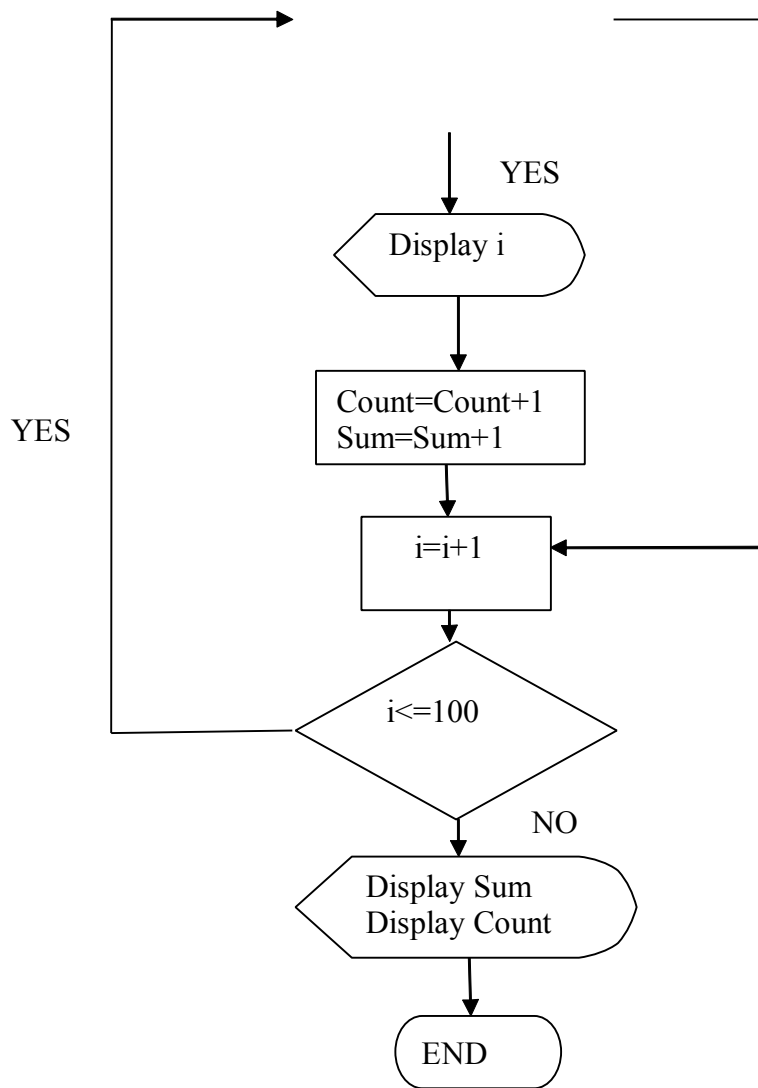 YES
Display i
Count=Count+1
Sum=Sum+1
YES
i=i+1
i<=100
NO
Display Sum
Display Count
END